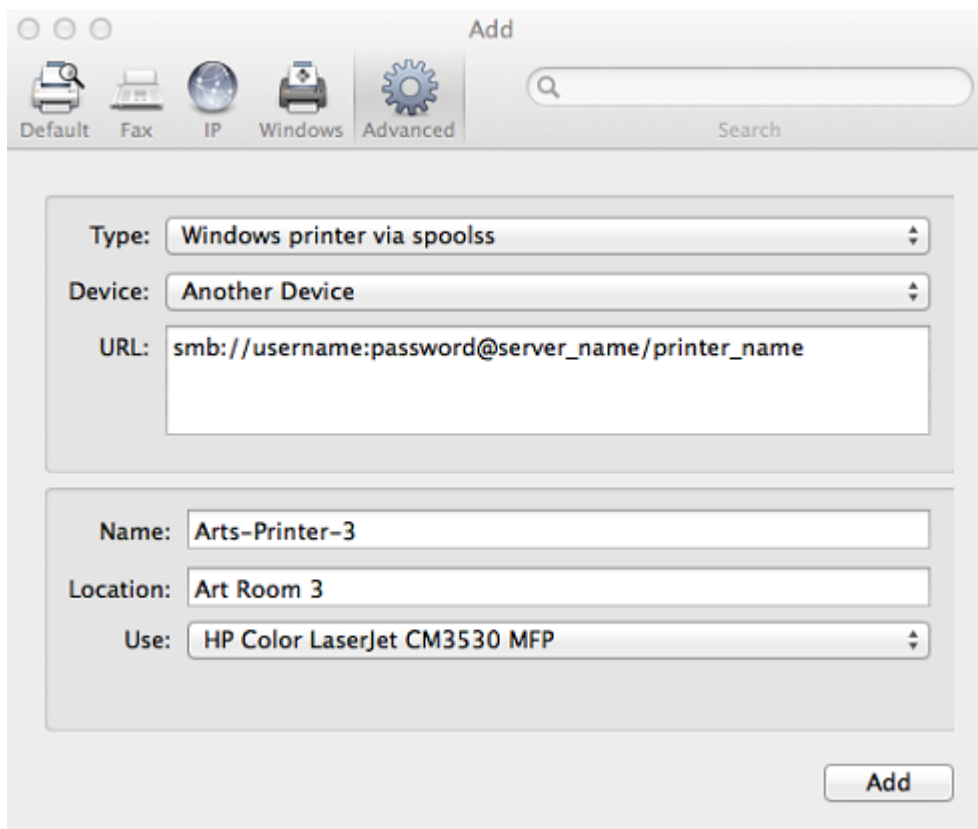 Add
Default Fax IP Windows Advanced Search
Type: Windows printer via spoolss
Device: Another Device
URL: smb://username:password@server_name/printer_name
Name: Arts-Printer-3
Location: Art Room 3
Use: HP Color LaserJet CM3530 MFP
Add